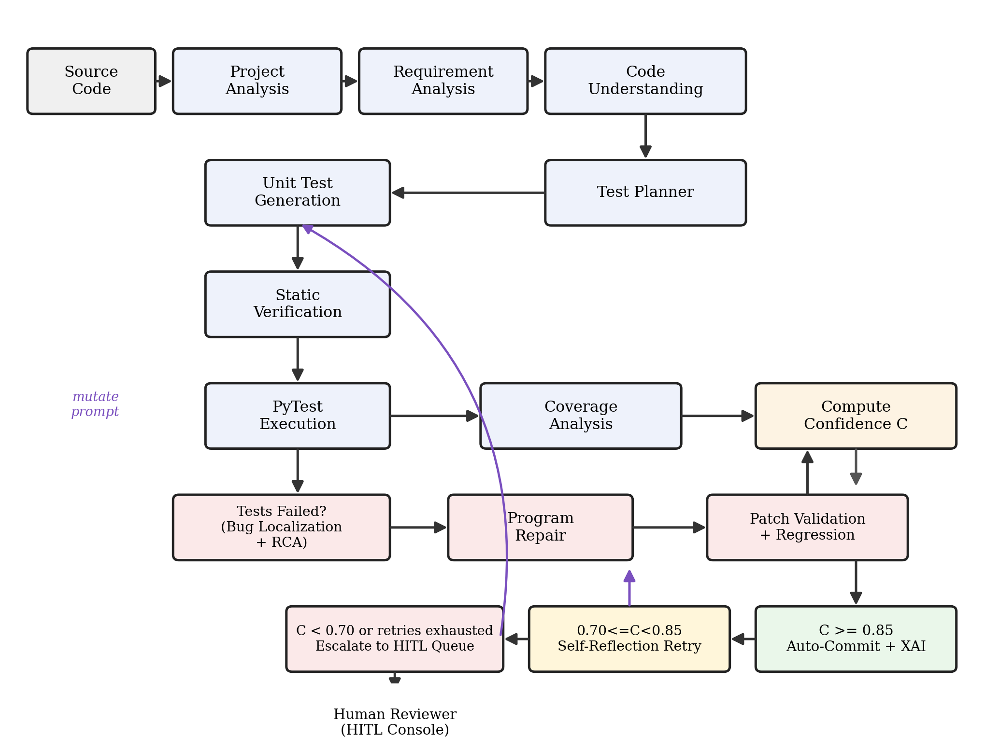 Source
Code
Project
Analysis
Requirement
Analysis
Code
Understanding
Unit Test
Generation
Test Planner
Static
Verification
mutate
prompt
PyTest
Execution
Coverage
Analysis
Compute
Confidence C
Tests Failed?
(Bug Localization
+ RCA)
Program
Repair
Patch Validation
+ Regression
C < 0.70 or retries exhausted
Escalate to HITL Queue
0.70<=C<0.85
Self-Reflection Retry
C >= 0.85
Auto-Commit + XAI
Human Reviewer
(HITL Console)